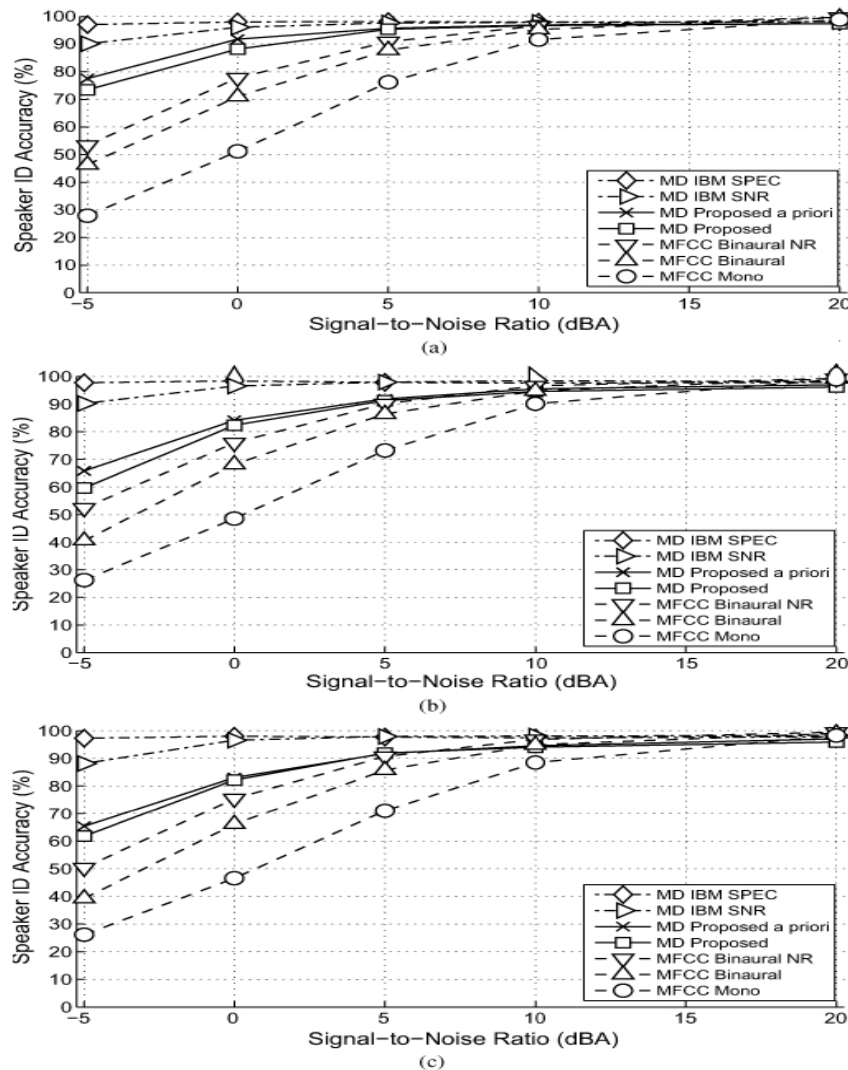 100
90
80
70
60
50
40
30
20
10
0
Speaker ID Accuracy (%)
MD IBM SPEC
MD IBM SNR
MD Proposed a priori
MD Proposed
MFCC Binaural NR
MFCC Binaural
MFCC Mono
−5 0 5 10 15 20
Signal−to−Noise Ratio (dBA)
(a)
100
90
80
70
60
50
40
30
20
10
0
Speaker ID Accuracy (%)
MD IBM SPEC
MD IBM SNR
MD Proposed a priori
MD Proposed
MFCC Binaural NR
MFCC Binaural
MFCC Mono
−5 0 5 10 15 20
Signal−to−Noise Ratio (dBA)
(b)
100
90
80
70
60
50
40
30
20
10
0
Speaker ID Accuracy (%)
MD IBM SPEC
MD IBM SNR
MD Proposed a priori
MD Proposed
MFCC Binaural NR
MFCC Binaural
MFCC Mono
−5 0 5 10 15 20
Signal−to−Noise Ratio (dBA)
(c)